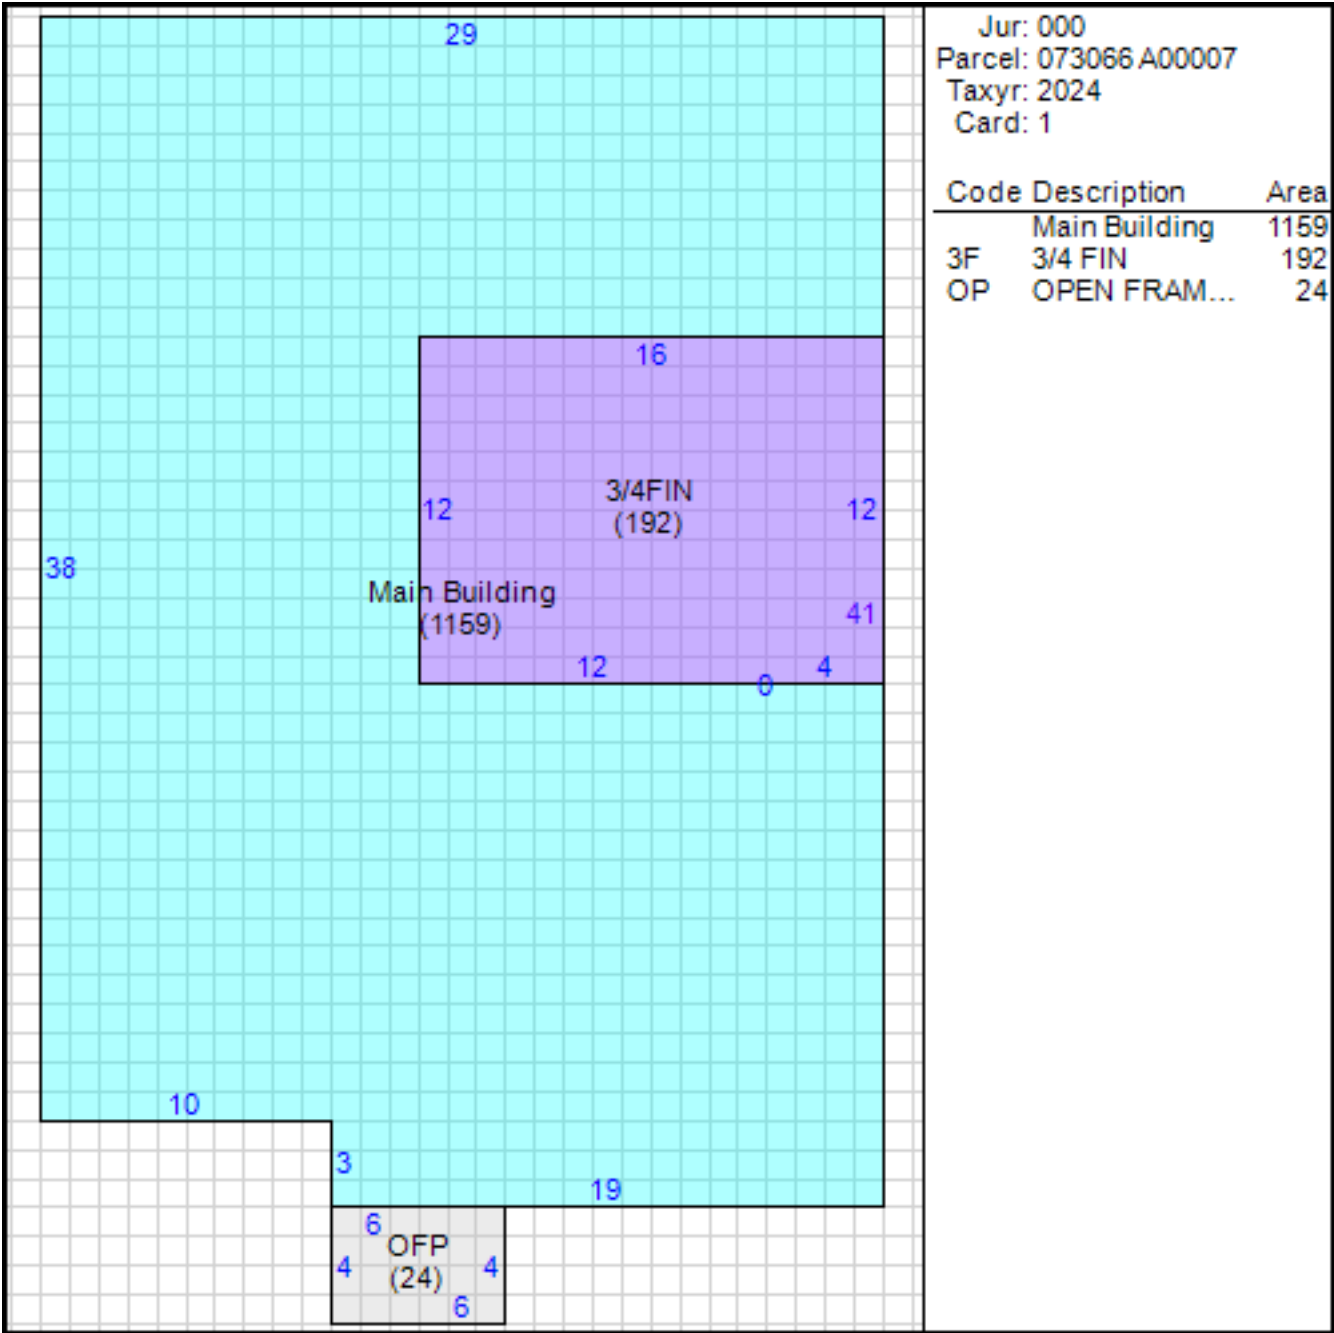 29
16
3/4FIN
(192)
12
12
38
Main Building
(1159)
41
12
0
4
10
3
19
6
OFP
(24)
4
4
6
Jur: 000
Parcel: 073066 A00007
Taxyr: 2024
Card: 1
Code Description Area
Main Building 1159
3F 3/4 FIN 192
OP OPEN FRAM... 24